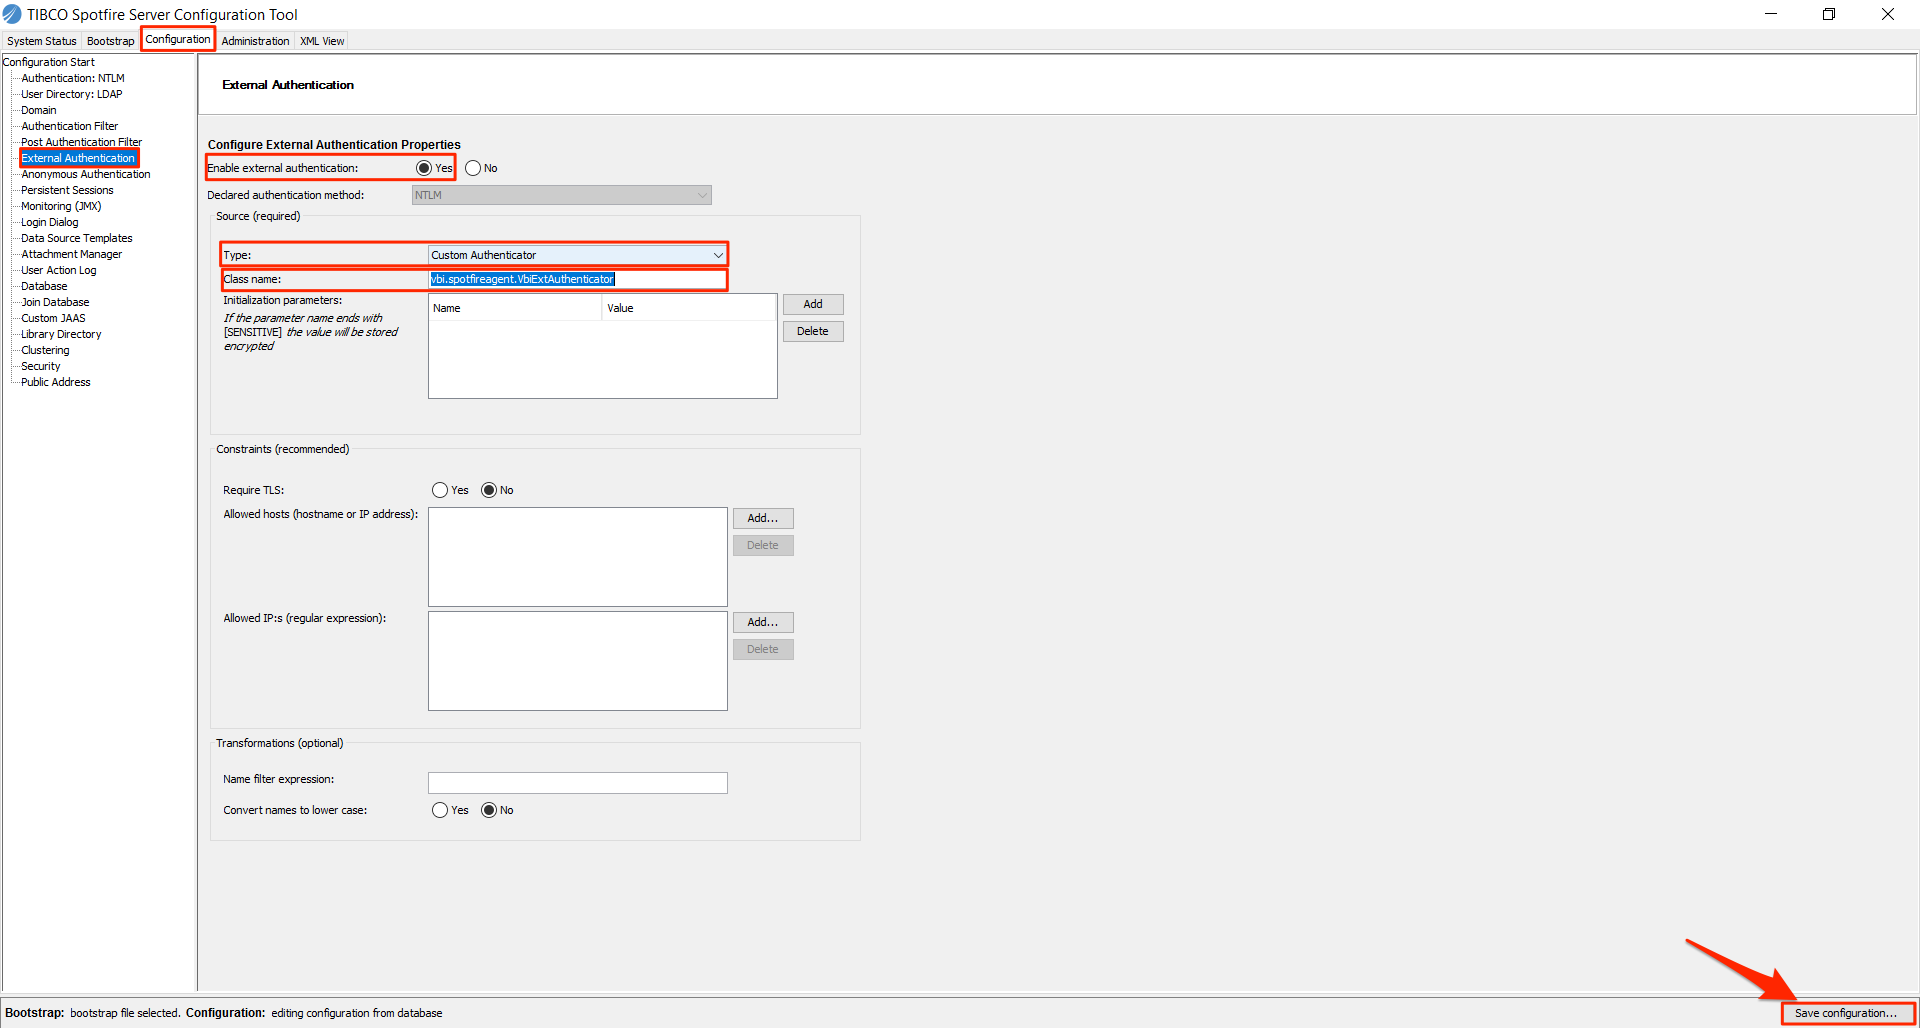 TIBCO Spotfire Server Configuration Tool
System Status Bootstrap Configuration Administration XML View
Configuration Start
Authentication: NTLM
User Directory: LDAP
Domain
Authentication Filter
Post Authentication Filter
External Authentication
Anonymous Authentication
Persistent Sessions
Monitoring (JMX)
Login Dialog
Data Source Templates
Attachment Manager
User Action Log
Database
Join Database
Custom JAAS
Library Directory
Clustering
Security
Public Address
External Authentication
Configure External Authentication Properties
Enable external authentication: Yes No
Declared authentication method: NTLM
Source (required)
Type: Custom Authenticator
Class name: vbi.spotfireagent.VbiExtAuthenticator
Initialization parameters:
If the parameter name ends with
[SENSITIVE] the value will be stored
encrypted
Name Value
Add
Delete
Constraints (recommended)
Require TLS: Yes No
Allowed hosts (hostname or IP address): Add...
Delete
Allowed IP:s (regular expression): Add...
Delete
Transformations (optional)
Name filter expression:
Convert names to lower case: Yes No
Bootstrap: bootstrap file selected. Configuration: editing configuration from database
Save configuration...